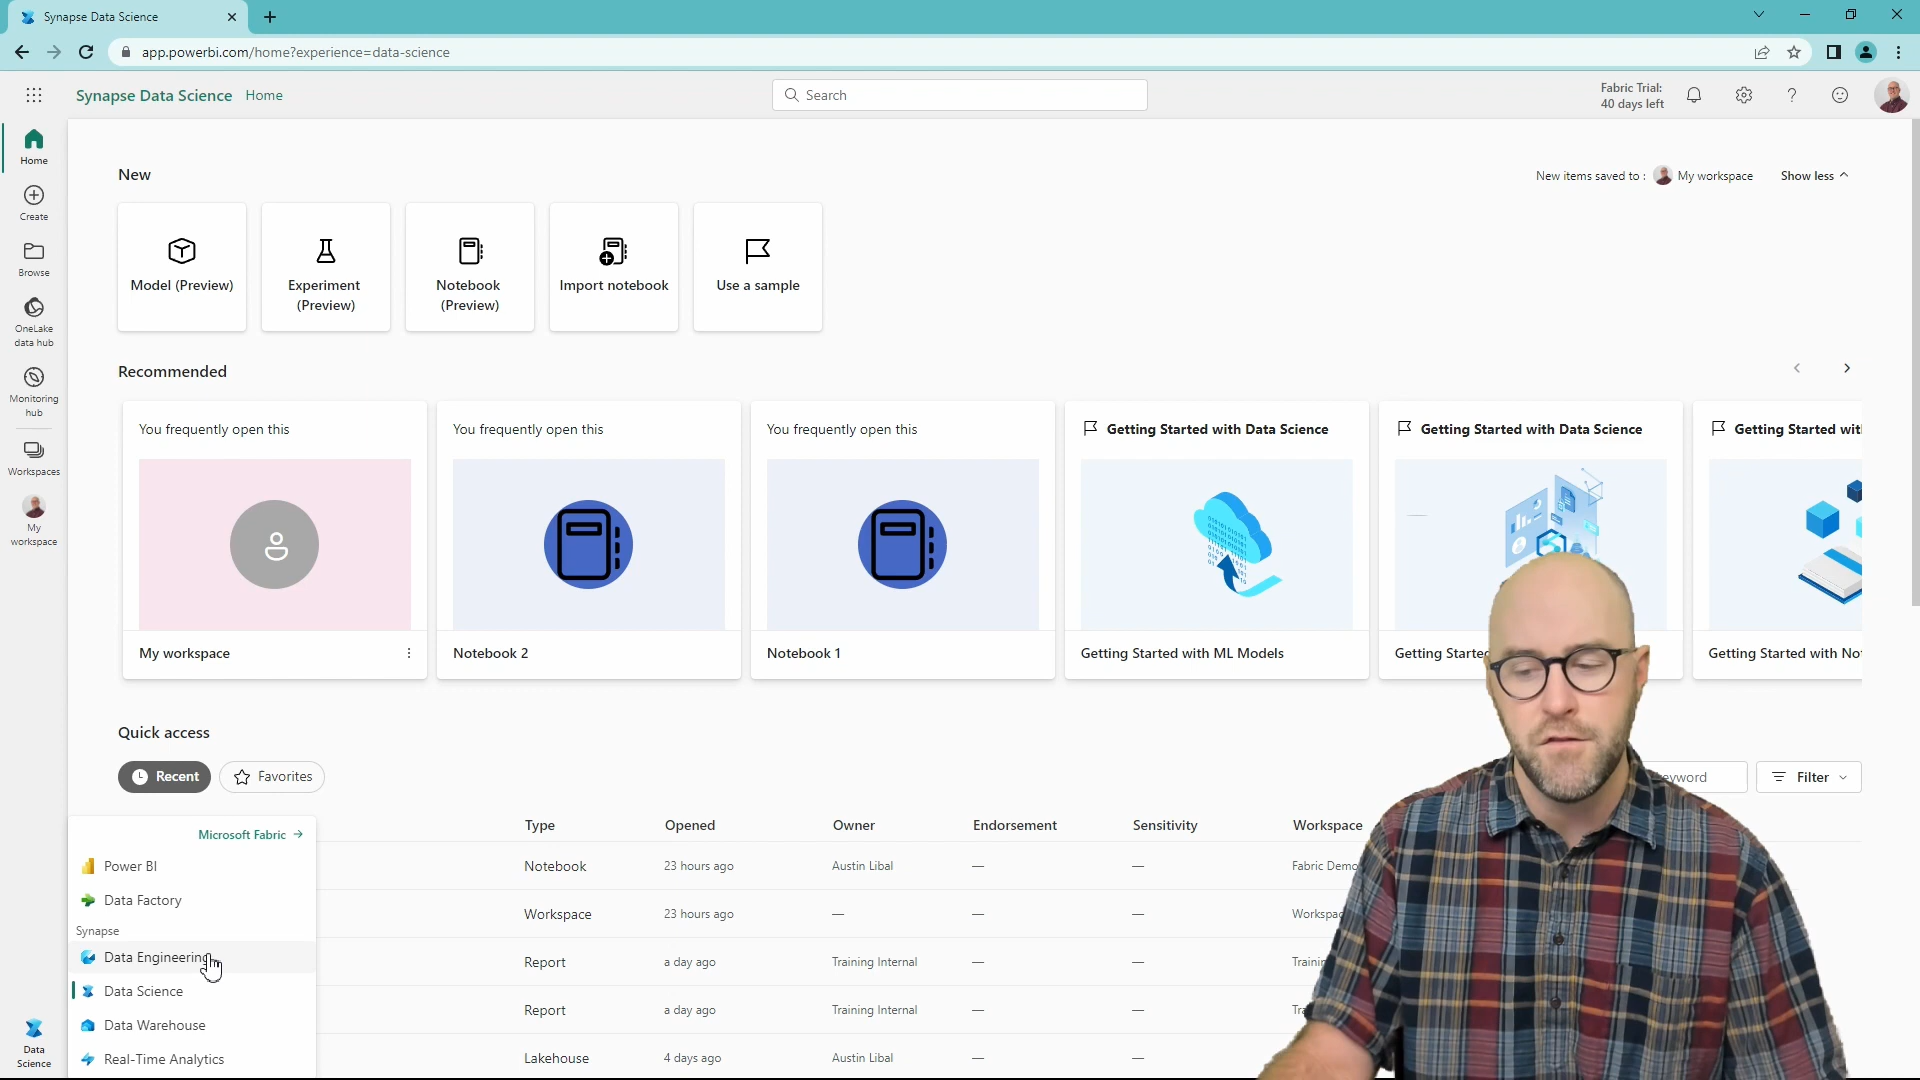 Synapse Data Science
app.powerbi.com/home?experience=data-science
Synapse Data Science Home
Search
Fabric Trial:
40 days left
Home
Create
Browse
OneLake
data hub
Monitoring
hub
Workspaces
My
workspace
Data
Science
New
New items saved to : My workspace Show less
Model (Preview)
Experiment
(Preview)
Notebook
(Preview)
Import notebook
Use a sample
Recommended
You frequently open this
My workspace
You frequently open this
Notebook 2
You frequently open this
Notebook 1
Getting Started with Data Science
Getting Started with ML Models
Getting Started with Data Science
Getting Starte
Getting Started wit
Getting Started with No
Quick access
Recent
Favorites
eyword
Filter
Type Opened Owner Endorsement Sensitivity Workspace
Notebook 23 hours ago Austin Libal — — Fabric Demo
Workspace 23 hours ago — — — Workspac
Report a day ago Training Internal — — Trainin
Report a day ago Training Internal — — Tra
Lakehouse 4 days ago Austin Libal — —
Microsoft Fabric
Power BI
Data Factory
Synapse
Data Engineering
Data Science
Data Warehouse
Real-Time Analytics